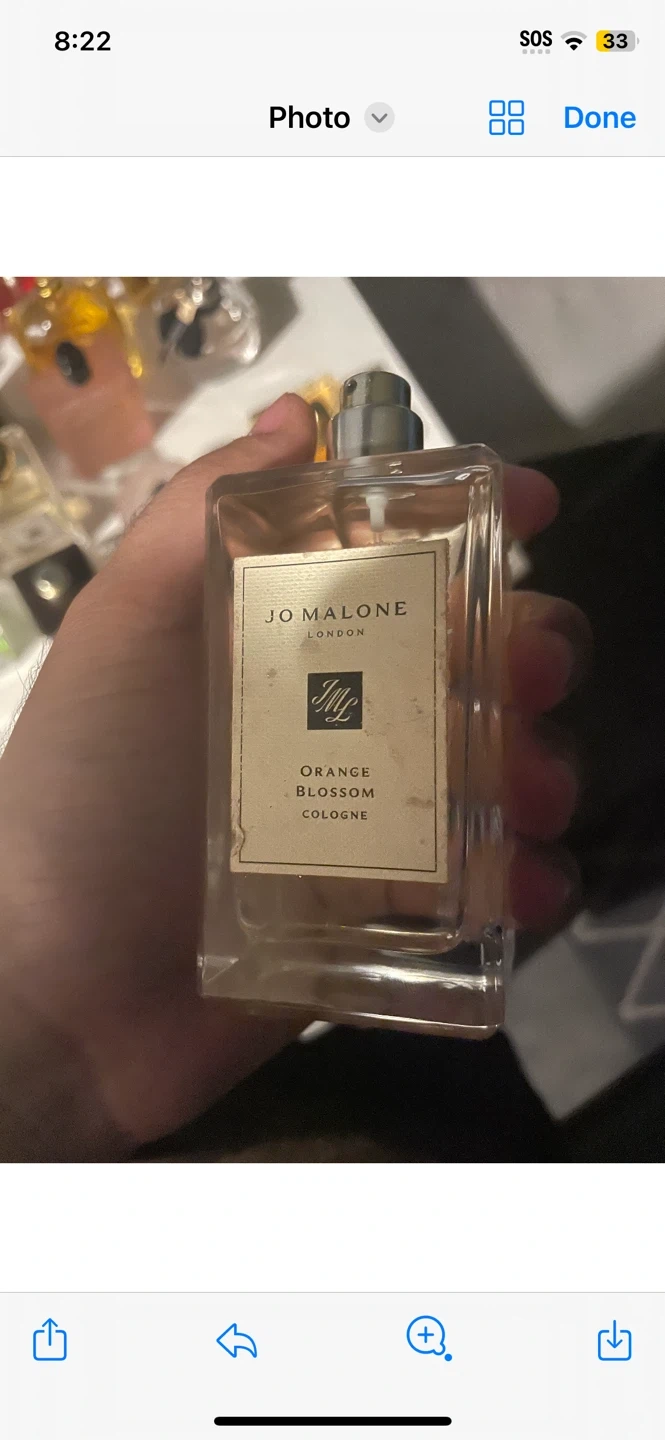 8:22
SOS
33
Photo
Done
JO MALONE
LONDON
JML
ORANGE
BLOSSOM
COLOGNE